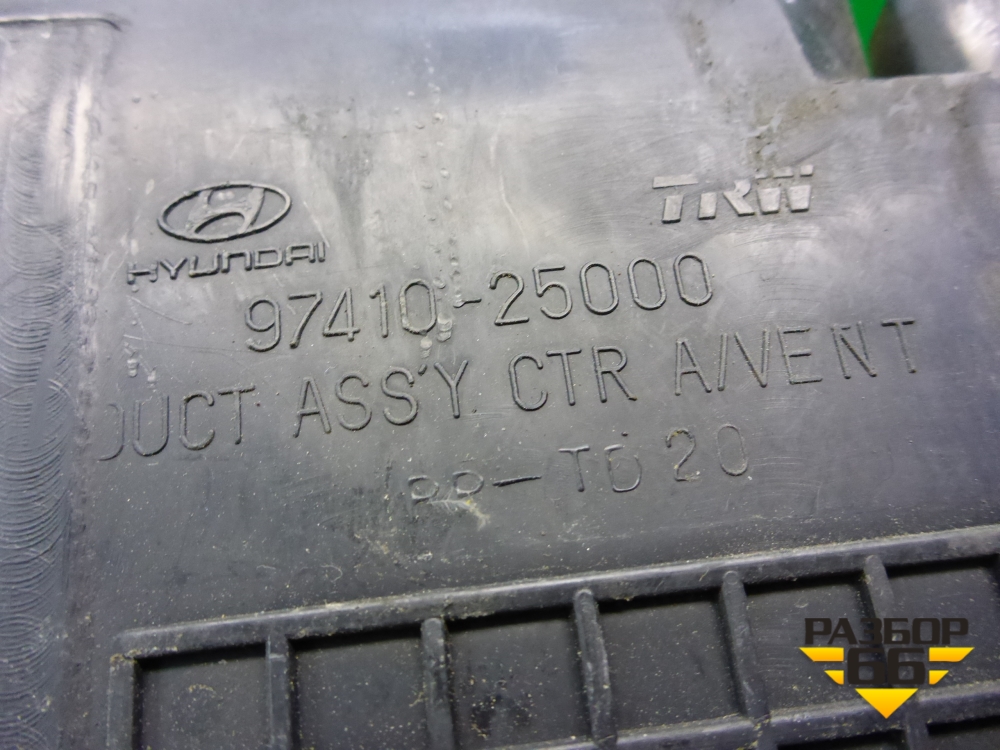 HYUNDAI
TRW
97410-25000
DUCT ASS'Y CTR A/VENT
PP-TD20
РАЗБОР
66